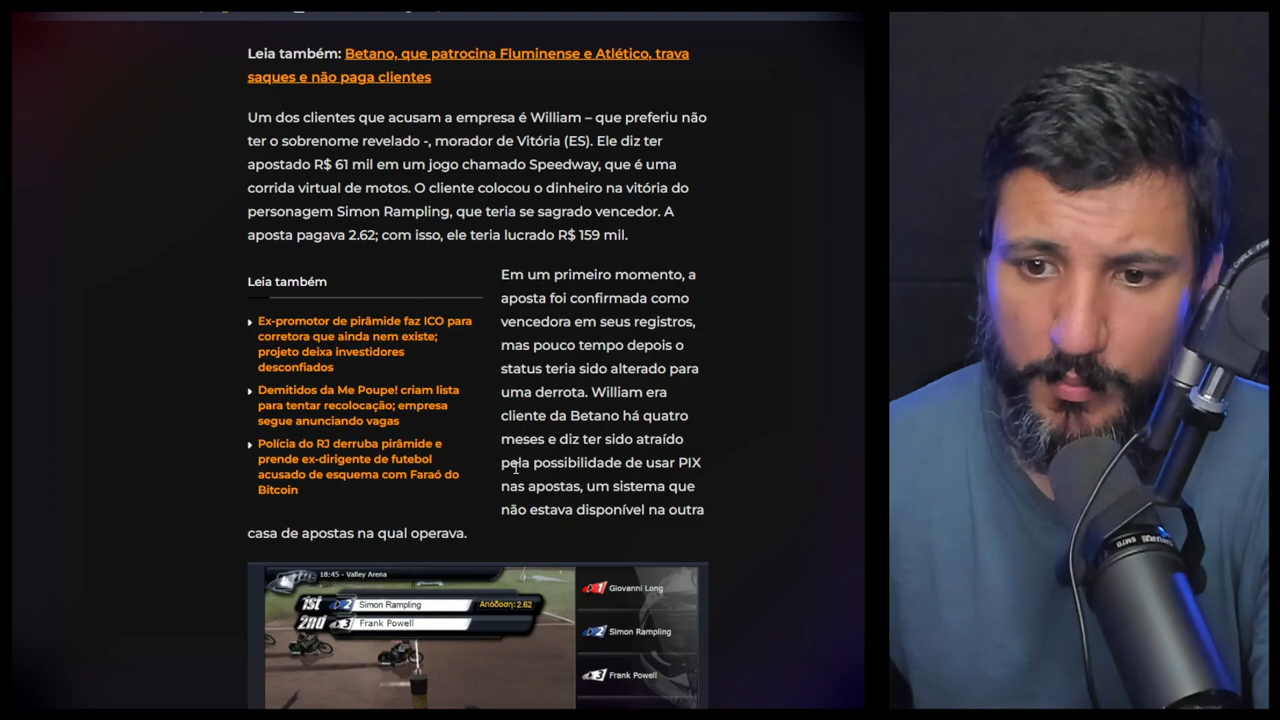 Leia também: Betano, que patrocina Fluminense e Atlético, trava
saques e não paga clientes
Um dos clientes que acusam a empresa é William – que preferiu não
ter o sobrenome revelado -, morador de Vitória (ES). Ele diz ter
apostado R$ 61 mil em um jogo chamado Speedway, que é uma
corrida virtual de motos. O cliente colocou o dinheiro na vitória do
personagem Simon Rampling, que teria se sagrado vencedor. A
aposta pagava 2.62; com isso, ele teria lucrado R$ 159 mil.
Leia também
Ex-promotor de pirâmide faz ICO para
corretora que ainda nem existe;
projeto deixa investidores
desconfiados
Demitidos da Me Poupe! criam lista
para tentar recolocação; empresa
segue anunciando vagas
Polícia do RJ derruba pirâmide e
prende ex-dirigente de futebol
acusado de esquema com Faraó do
Bitcoin
Em um primeiro momento, a
aposta foi confirmada como
vencedora em seus registros,
mas pouco tempo depois o
status teria sido alterado para
uma derrota. William era
cliente da Betano há quatro
meses e diz ter sido atraído
pela possibilidade de usar PIX
nas apostas, um sistema que
não estava disponível na outra
casa de apostas na qual operava.
18:45 - Valley Arena
1st 2 Simon Rampling Απόδοση: 2.62
2nd 3 Frank Powell
1 Giovanni Long
2 Simon Rampling
3 Frank Powell
SHURE SM7B